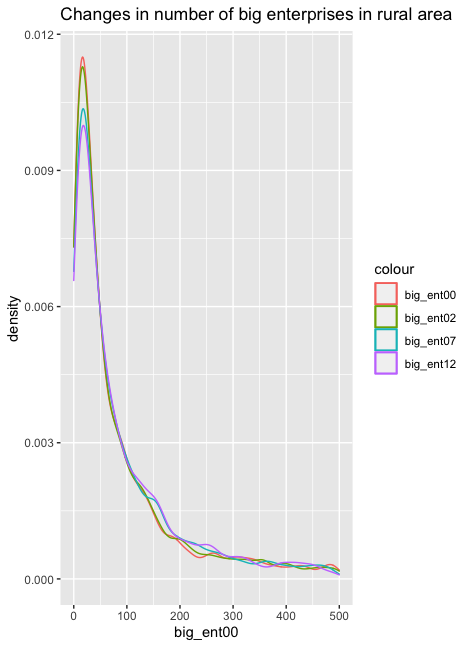 Changes in number of big enterprises in rural area
0.012
0.009
0.006
0.003
0.000
density
0
100
200
300
400
500
big_ent00
colour
big_ent00
big_ent02
big_ent07
big_ent12